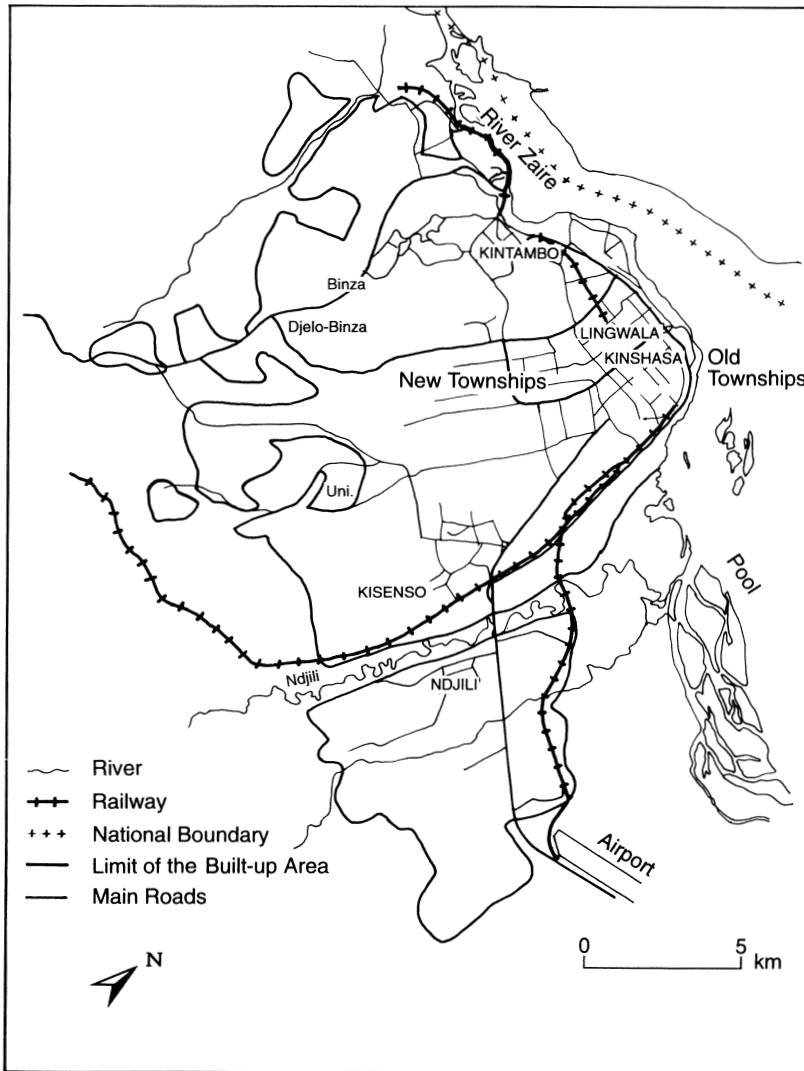 River Zaire
KINTAMBO
Binza
Djelo-Binza
LINGWALA
KINSHASA
Old
Townships
New Townships
Uni.
Pool
KISENSO
Ndjili
NDJILI
River
Railway
National Boundary
Limit of the Built-up Area
Main Roads
Airport
N
0 5
km